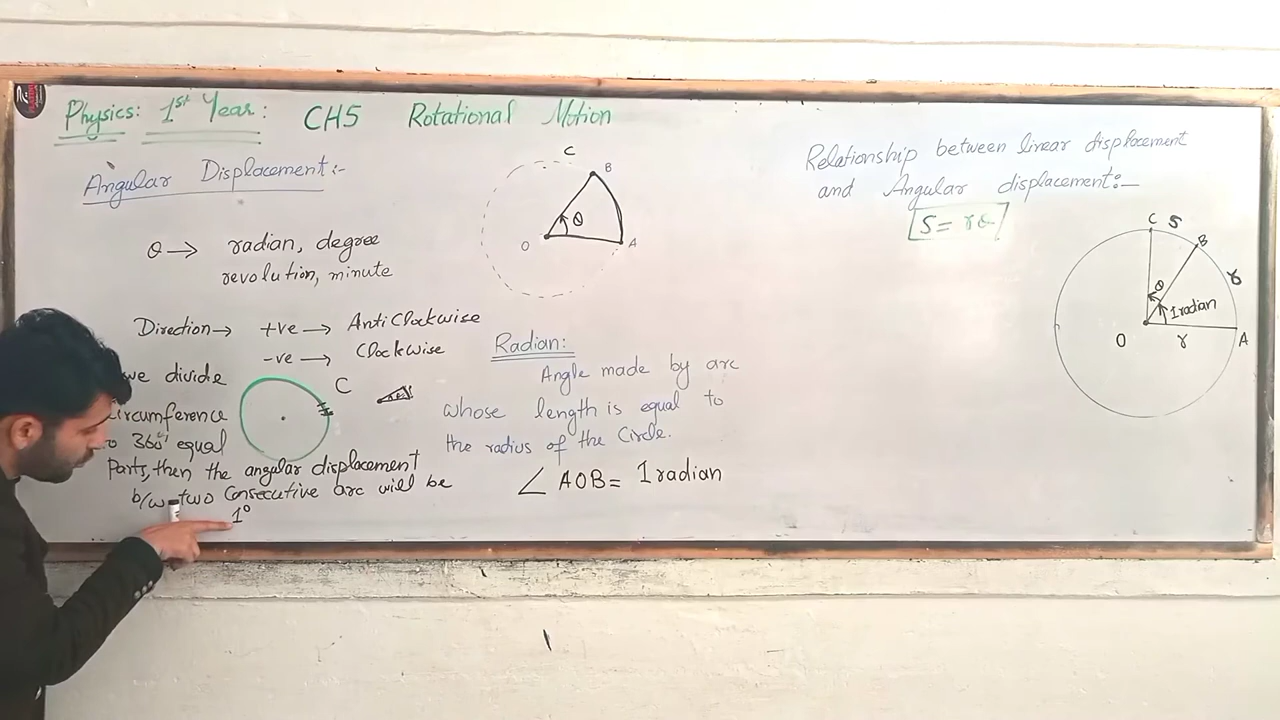 Physics: 1st Year: CH5 Rotational Motion
Angular Displacement:-
θ → radian, degree
revolution, minute
Direction → +ve → AntiClockwise
-ve → Clockwise
we divide
circumference
360° equal
parts, then the angular displacement
b/w two consecutive arc will be
1°
C
C
B
θ
O
A
Radian:
Angle made by arc
whose length is equal to
the radius of the Circle.
∠AOB = 1 radian
Relationship between linear displacement
and Angular displacement:-
S = rθ
C S
B
r
θ
1 radian
O r A